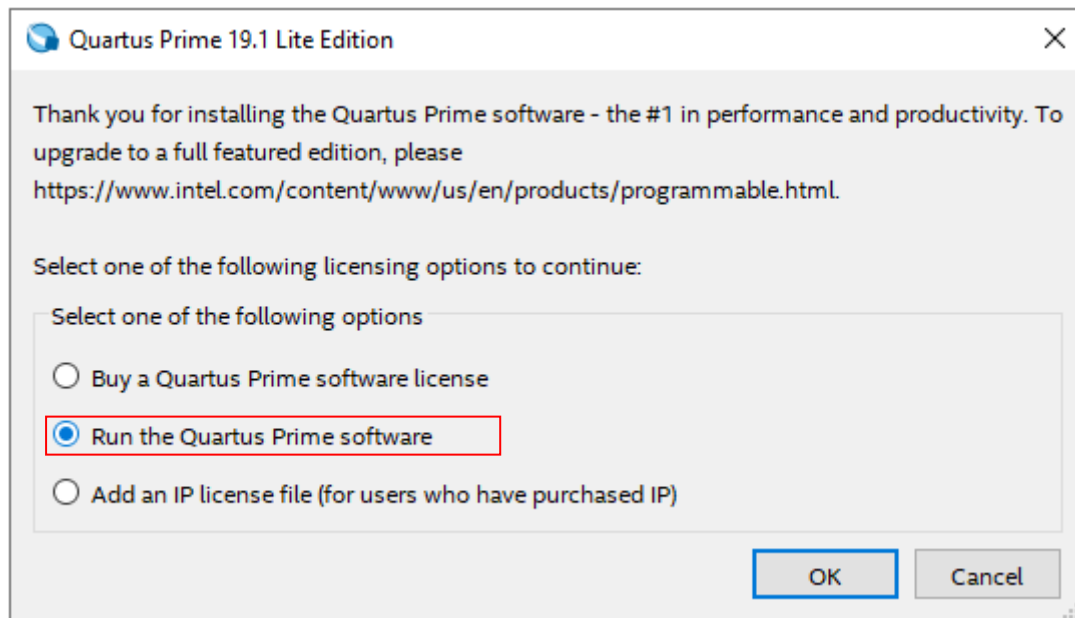 Quartus Prime 19.1 Lite Edition
Thank you for installing the Quartus Prime software - the #1 in performance and productivity. To
upgrade to a full featured edition, please
https://www.intel.com/content/www/us/en/products/programmable.html.
Select one of the following licensing options to continue:
Select one of the following options
Buy a Quartus Prime software license
Run the Quartus Prime software
Add an IP license file (for users who have purchased IP)
OK Cancel